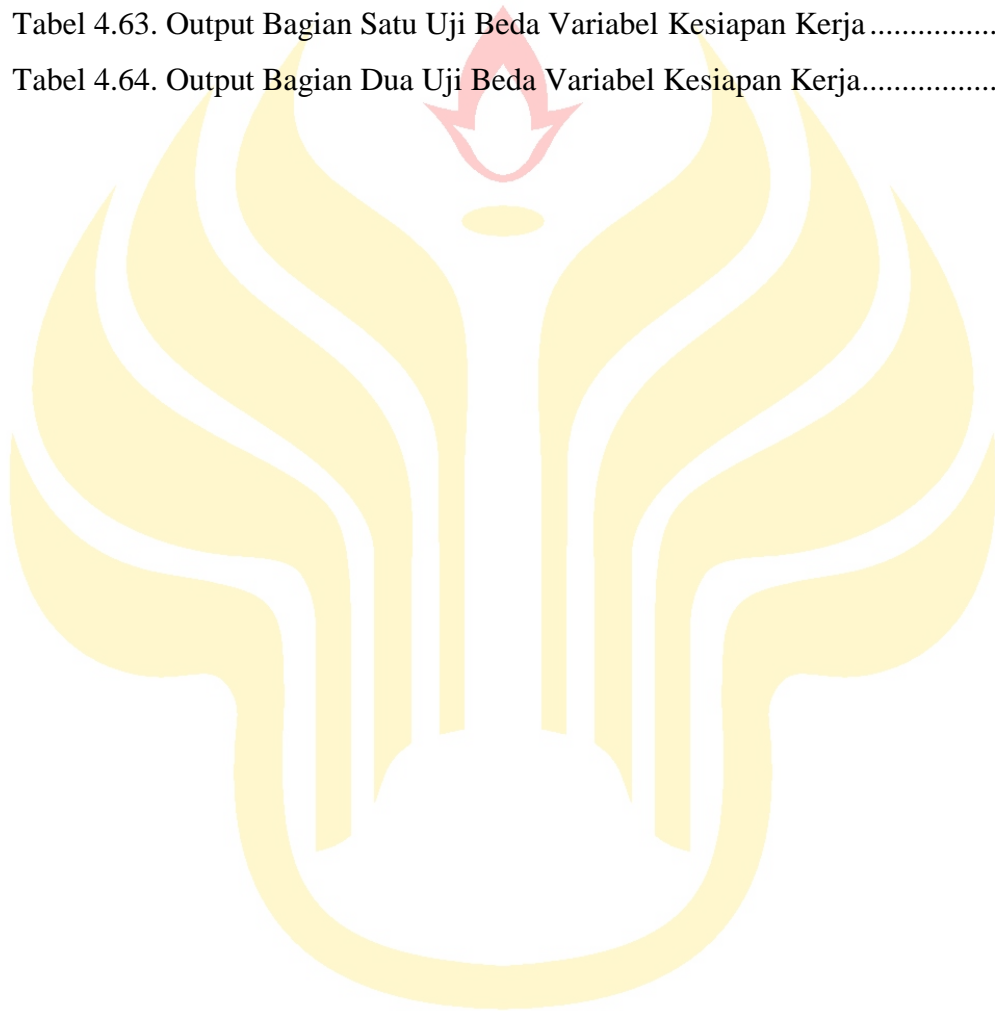 Tabel 4.63. Output Bagian Satu Uji Beda Variabel Kesiapan Kerja................
Tabel 4.64. Output Bagian Dua Uji Beda Variabel Kesiapan Kerja.................